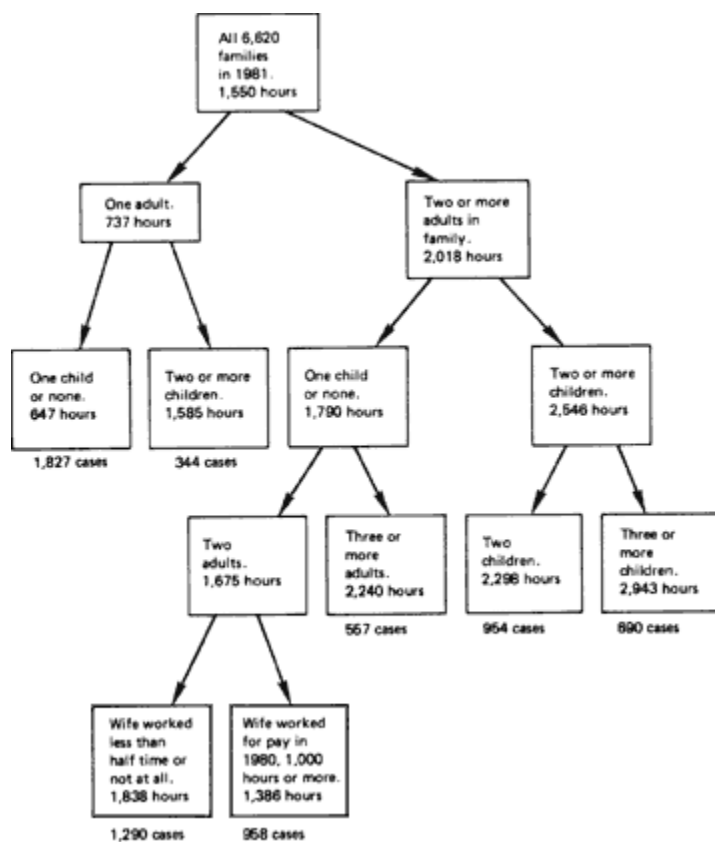 All 6,620
families
in 1981.
1,550 hours
One adult.
737 hours
Two or more
adults in
family.
2,018 hours
One child
or none.
647 hours
1,827 cases
Two or more
children.
1,585 hours
344 cases
One child
or none.
1,790 hours
Two or more
children.
2,546 hours
Two
adults.
1,675 hours
Three or
more
adults.
2,240 hours
557 cases
Two
children.
2,298 hours
954 cases
Three or
more
children.
2,943 hours
690 cases
Wife worked
less than
half time or
not at all.
1,838 hours
1,290 cases
Wife worked
for pay in
1980, 1,000
hours or more.
1,386 hours
958 cases